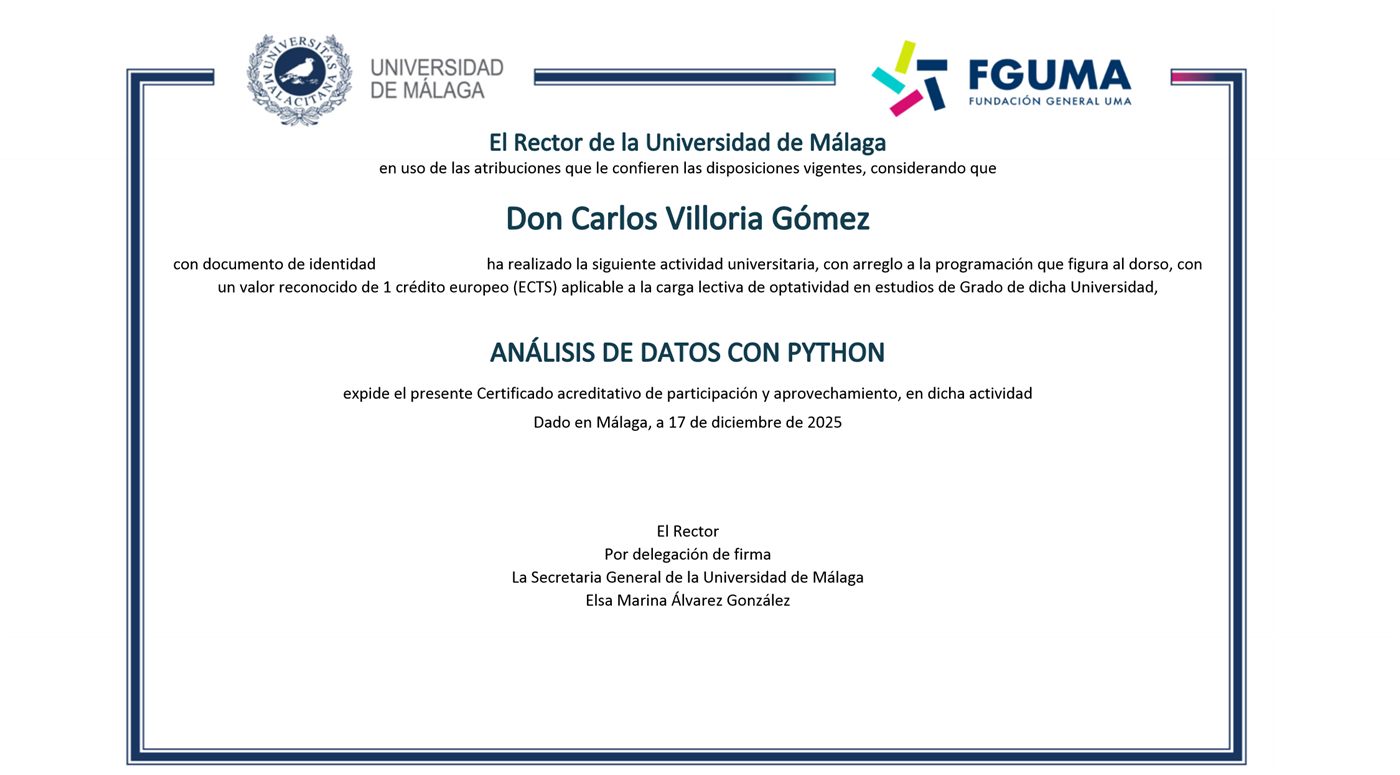 UNIVERSITAS MALACITANA
UNIVERSIDAD
DE MÁLAGA
FGUMA
FUNDACIÓN GENERAL UMA
El Rector de la Universidad de Málaga
en uso de las atribuciones que le confieren las disposiciones vigentes, considerando que
Don Carlos Villoria Gómez
con documento de identidad ha realizado la siguiente actividad universitaria, con arreglo a la programación que figura al dorso, con
un valor reconocido de 1 crédito europeo (ECTS) aplicable a la carga lectiva de optatividad en estudios de Grado de dicha Universidad,
ANÁLISIS DE DATOS CON PYTHON
expide el presente Certificado acreditativo de participación y aprovechamiento, en dicha actividad
Dado en Málaga, a 17 de diciembre de 2025
El Rector
Por delegación de firma
La Secretaria General de la Universidad de Málaga
Elsa Marina Álvarez González